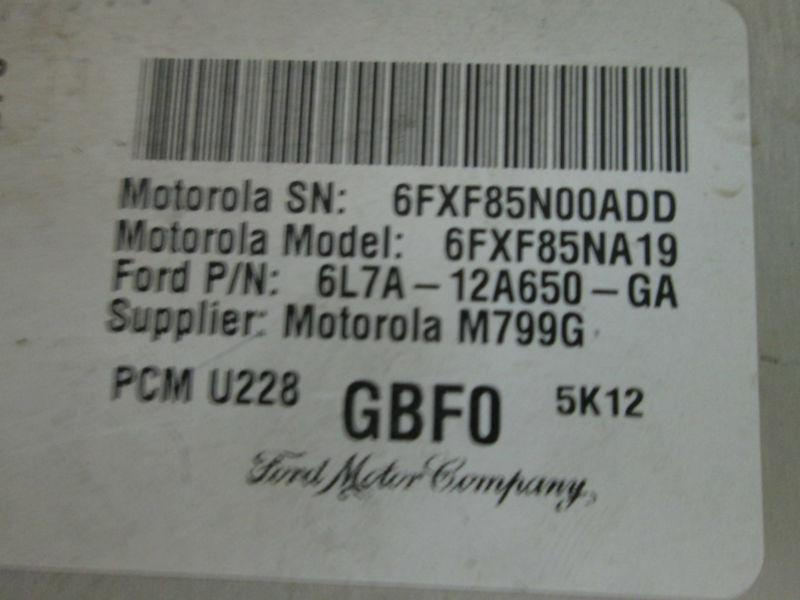 Motorola SN: 6FXF85N00ADD
Motorola Model: 6FXF85NA19
Ford P/N: 6L7A-12A650-GA
Supplier: Motorola M799G
PCM U228 GBF0 5K12
Ford Motor Company,